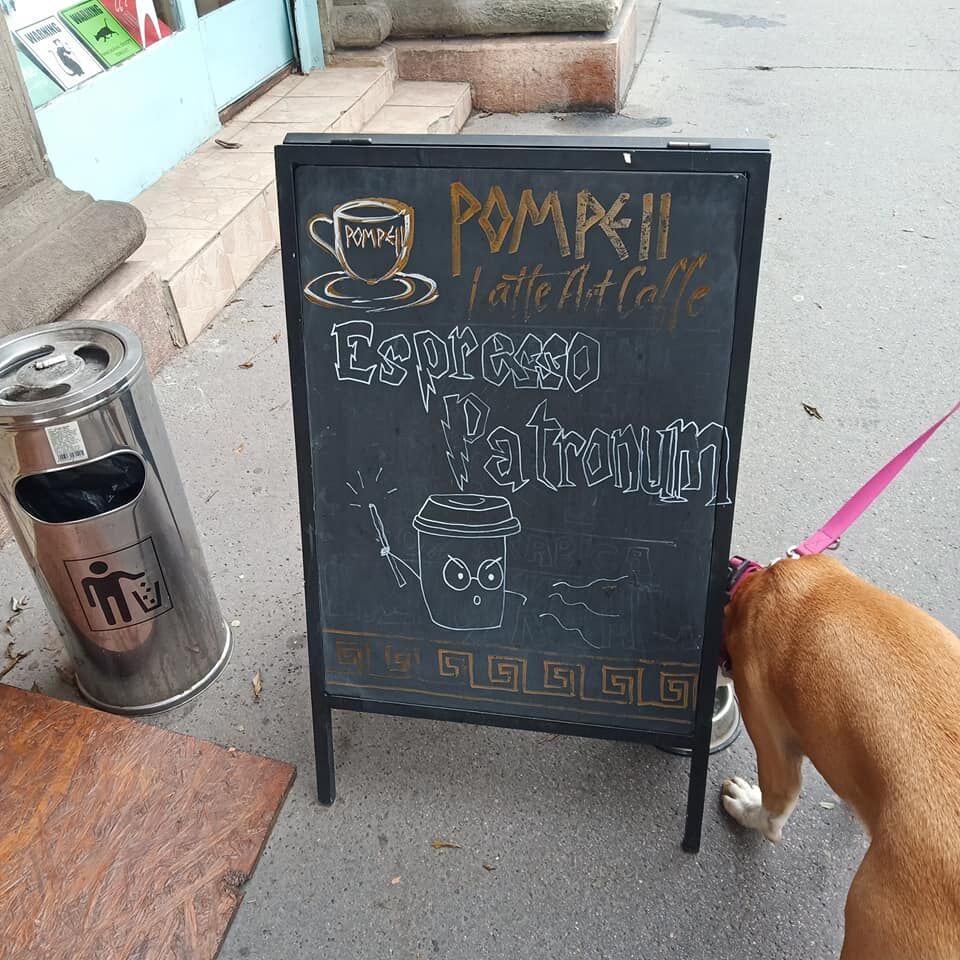 WARNING
WARNING
POMPEII
POMPEII
Latte Art Caffe
Espresso
Patronum